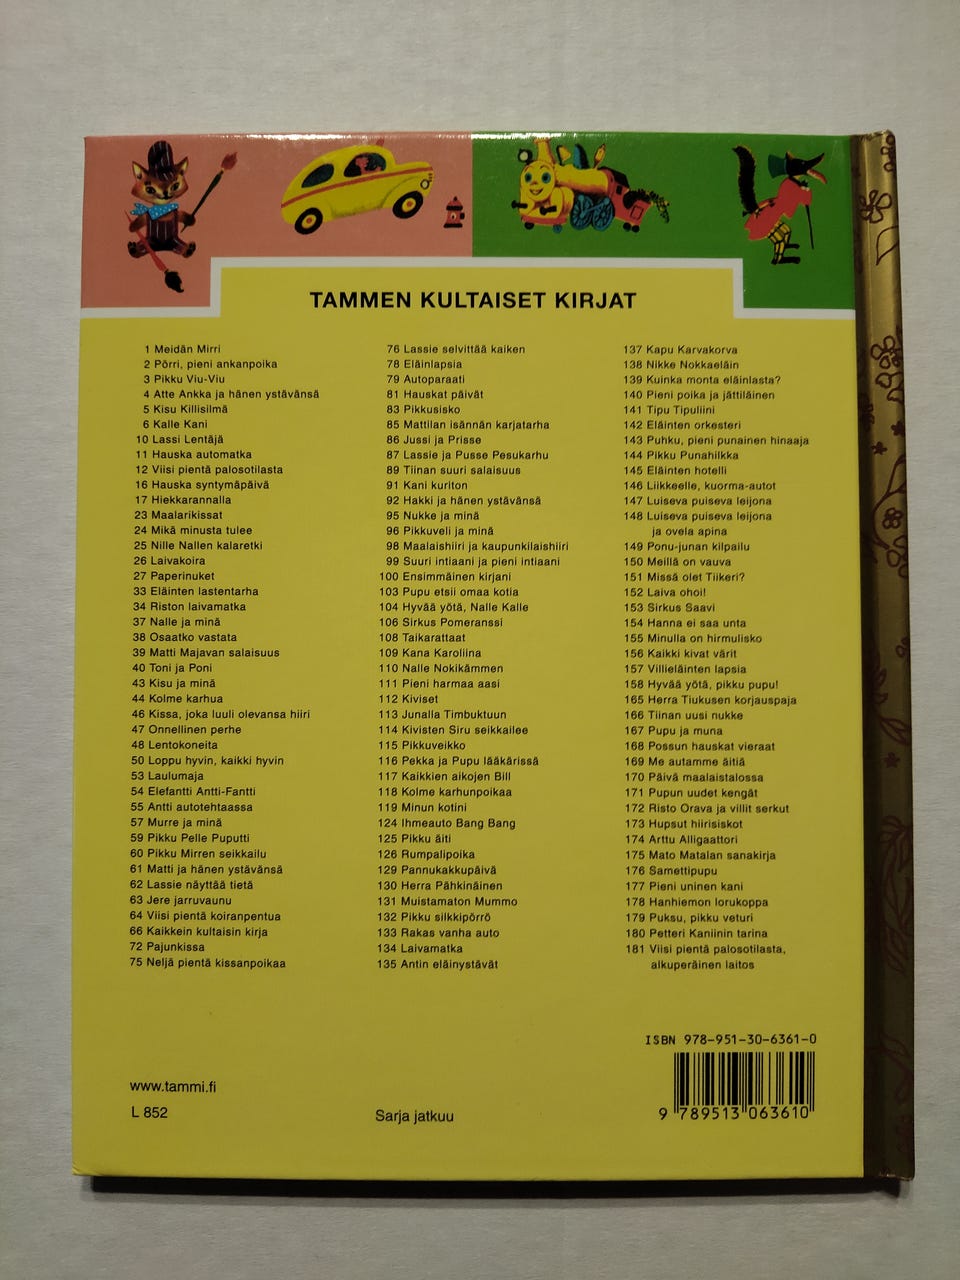 TAMMEN KULTAISET KIRJAT
1 Meidän Mirri
2 Pörri, pieni ankanpoika
3 Pikku Viu-Viu
4 Atte Ankka ja hänen ystävänsä
5 Kisu Killisilmä
6 Kalle Kani
10 Lassi Lentäjä
11 Hauska automatka
12 Viisi pientä palosotilasta
16 Hauska syntymäpäivä
17 Hiekkarannalla
23 Maalarikissat
24 Mikä minusta tulee
25 Nille Nallen kalaretki
26 Laivakoira
27 Paperinuket
33 Eläinten lastentarha
34 Riston laivamatka
37 Nalle ja minä
38 Osaatko vastata
39 Matti Majavan salaisuus
40 Toni ja Poni
43 Kisu ja minä
44 Kolme karhua
46 Kissa, joka luuli olevansa hiiri
47 Onnellinen perhe
48 Lentokoneita
50 Loppu hyvin, kaikki hyvin
53 Laulumaja
54 Elefantti Antti-Fantti
55 Antti autotehtaassa
57 Murre ja minä
59 Pikku Pelle Puputti
60 Pikku Mirren seikkailu
61 Matti ja hänen ystävänsä
62 Lassie näyttää tietä
63 Jere jarruvaunu
64 Viisi pientä koiranpentua
66 Kaikkein kultaisin kirja
72 Pajunkissa
75 Neljä pientä kissanpoikaa
76 Lassie selvittää kaiken
78 Eläinlapsia
79 Autoparaati
81 Hauskat päivät
83 Pikkusisko
85 Mattilan isännän karjatarha
86 Jussi ja Prisse
87 Lassie ja Pusse Pesukarhu
89 Tiinan suuri salaisuus
91 Kani kuriton
92 Hakki ja hänen ystävänsä
95 Nukke ja minä
96 Pikkuveli ja minä
98 Maalaishiiri ja kaupunkilaishiiri
99 Suuri intiaani ja pieni intiaani
100 Ensimmäinen kirjani
103 Pupu etsii omaa kotia
104 Hyvää yötä, Nalle Kalle
106 Sirkus Pomeranssi
108 Taikarattaat
109 Kana Karoliina
110 Nalle Nokikämmen
111 Pieni harmaa aasi
112 Kiviset
113 Junalla Timbuktuun
114 Kivisten Siru seikkailee
115 Pikkuveikko
116 Pekka ja Pupu lääkärissä
117 Kaikkien aikojen Bill
118 Kolme karhunpoikaa
119 Minun kotini
124 Ihmeauto Bang Bang
125 Pikku äiti
126 Rumpalipoika
129 Pannukakkupäivä
130 Herra Pähkinäinen
131 Muistamaton Mummo
132 Pikku silkkipörrö
133 Rakas vanha auto
134 Laivamatka
135 Antin eläinystävät
137 Kapu Karvakorva
138 Nikke Nokkaeläin
139 Kuinka monta eläinlasta?
140 Pieni poika ja jättiläinen
141 Tipu Tipuliini
142 Eläinten orkesteri
143 Puhku, pieni punainen hinaaja
144 Pikku Punahilkka
145 Eläinten hotelli
146 Liikkeelle, kuorma-autot
147 Luiseva puiseva leijona
148 Luiseva puiseva leijona
ja ovela apina
149 Ponu-junan kilpailu
150 Meillä on vauva
151 Missä olet Tiikeri?
152 Laiva ohoi!
153 Sirkus Saavi
154 Hanna ei saa unta
155 Minulla on hirmulisko
156 Kaikki kivat värit
157 Villieläinten lapsia
158 Hyvää yötä, pikku pupu!
165 Herra Tiukusen korjauspaja
166 Tiinan uusi nukke
167 Pupu ja muna
168 Possun hauskat vieraat
169 Me autamme äitiä
170 Päivä maalaistalossa
171 Pupun uudet kengät
172 Risto Orava ja villit serkut
173 Hupsut hiirisiskot
174 Arttu Alligaattori
175 Mato Matalan sanakirja
176 Samettipupu
177 Pieni uninen kani
178 Hanhiemon lorukoppa
179 Puksu, pikku veturi
180 Petteri Kaniinin tarina
181 Viisi pientä palosotilasta,
alkuperäinen laitos
ISBN 978-951-30-6361-0
9 789513 063610
www.tammi.fi
L 852
Sarja jatkuu